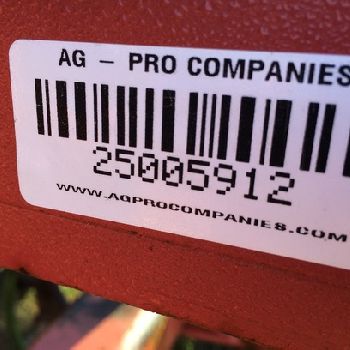 AG - PRO COMPANIES
25005912
WWW.AGPROCOMPANIES.COM